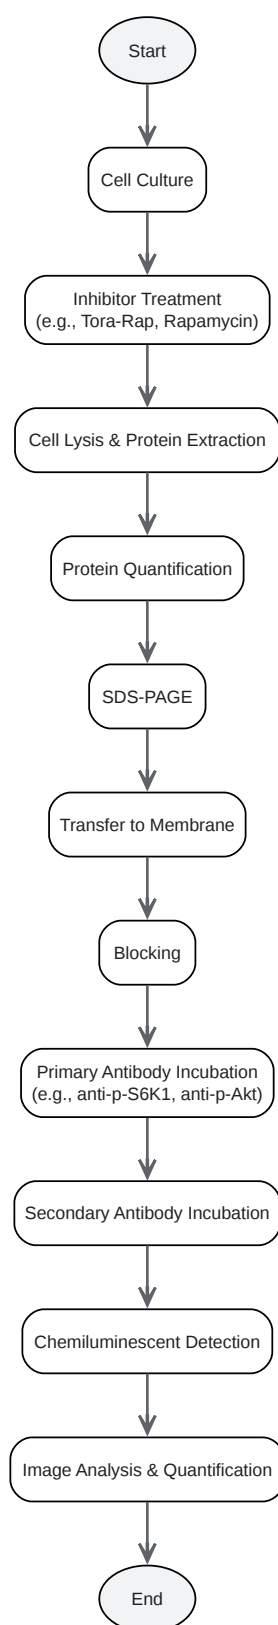 Start
Cell Culture
Inhibitor Treatment
(e.g., Tora-Rap, Rapamycin)
Cell Lysis & Protein Extraction
Protein Quantification
SDS-PAGE
Transfer to Membrane
Blocking
Primary Antibody Incubation
(e.g., anti-p-S6K1, anti-p-Akt)
Secondary Antibody Incubation
Chemiluminescent Detection
Image Analysis & Quantification
End